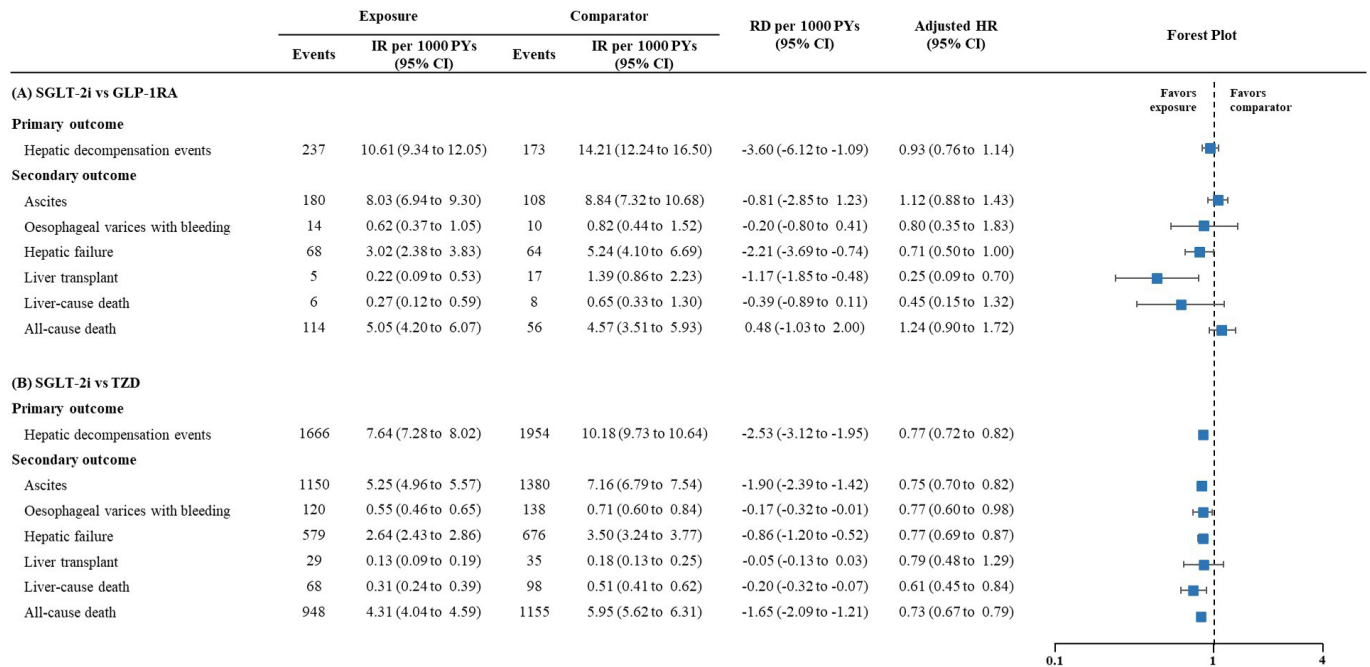 Exposure Comparator RD per 1000 PYs (95% CI) Adjusted HR (95% CI) Forest Plot
Events IR per 1000 PYs (95% CI) Events IR per 1000 PYs (95% CI)
(A) SGLT-2i vs GLP-1RA Favors exposure Favors comparator
Primary outcome
Hepatic decompensation events 237 10.61 (9.34 to 12.05) 173 14.21 (12.24 to 16.50) -3.60 (-6.12 to -1.09) 0.93 (0.76 to 1.14)
Secondary outcome
Ascites 180 8.03 (6.94 to 9.30) 108 8.84 (7.32 to 10.68) -0.81 (-2.85 to 1.23) 1.12 (0.88 to 1.43)
Oesophageal varices with bleeding 14 0.62 (0.37 to 1.05) 10 0.82 (0.44 to 1.52) -0.20 (-0.80 to 0.41) 0.80 (0.35 to 1.83)
Hepatic failure 68 3.02 (2.38 to 3.83) 64 5.24 (4.10 to 6.69) -2.21 (-3.69 to -0.74) 0.71 (0.50 to 1.00)
Liver transplant 5 0.22 (0.09 to 0.53) 17 1.39 (0.86 to 2.23) -1.17 (-1.85 to -0.48) 0.25 (0.09 to 0.70)
Liver-cause death 6 0.27 (0.12 to 0.59) 8 0.65 (0.33 to 1.30) -0.39 (-0.89 to 0.11) 0.45 (0.15 to 1.32)
All-cause death 114 5.05 (4.20 to 6.07) 56 4.57 (3.51 to 5.93) 0.48 (-1.03 to 2.00) 1.24 (0.90 to 1.72)
(B) SGLT-2i vs TZD
Primary outcome
Hepatic decompensation events 1666 7.64 (7.28 to 8.02) 1954 10.18 (9.73 to 10.64) -2.53 (-3.12 to -1.95) 0.77 (0.72 to 0.82)
Secondary outcome
Ascites 1150 5.25 (4.96 to 5.57) 1380 7.16 (6.79 to 7.54) -1.90 (-2.39 to -1.42) 0.75 (0.70 to 0.82)
Oesophageal varices with bleeding 120 0.55 (0.46 to 0.65) 138 0.71 (0.60 to 0.84) -0.17 (-0.32 to -0.01) 0.77 (0.60 to 0.98)
Hepatic failure 579 2.64 (2.43 to 2.86) 676 3.50 (3.24 to 3.77) -0.86 (-1.20 to -0.52) 0.77 (0.69 to 0.87)
Liver transplant 29 0.13 (0.09 to 0.19) 35 0.18 (0.13 to 0.25) -0.05 (-0.13 to 0.03) 0.79 (0.48 to 1.29)
Liver-cause death 68 0.31 (0.24 to 0.39) 98 0.51 (0.41 to 0.62) -0.20 (-0.32 to -0.07) 0.61 (0.45 to 0.84)
All-cause death 948 4.31 (4.04 to 4.59) 1155 5.95 (5.62 to 6.31) -1.65 (-2.09 to -1.21) 0.73 (0.67 to 0.79)
0.1 1 4